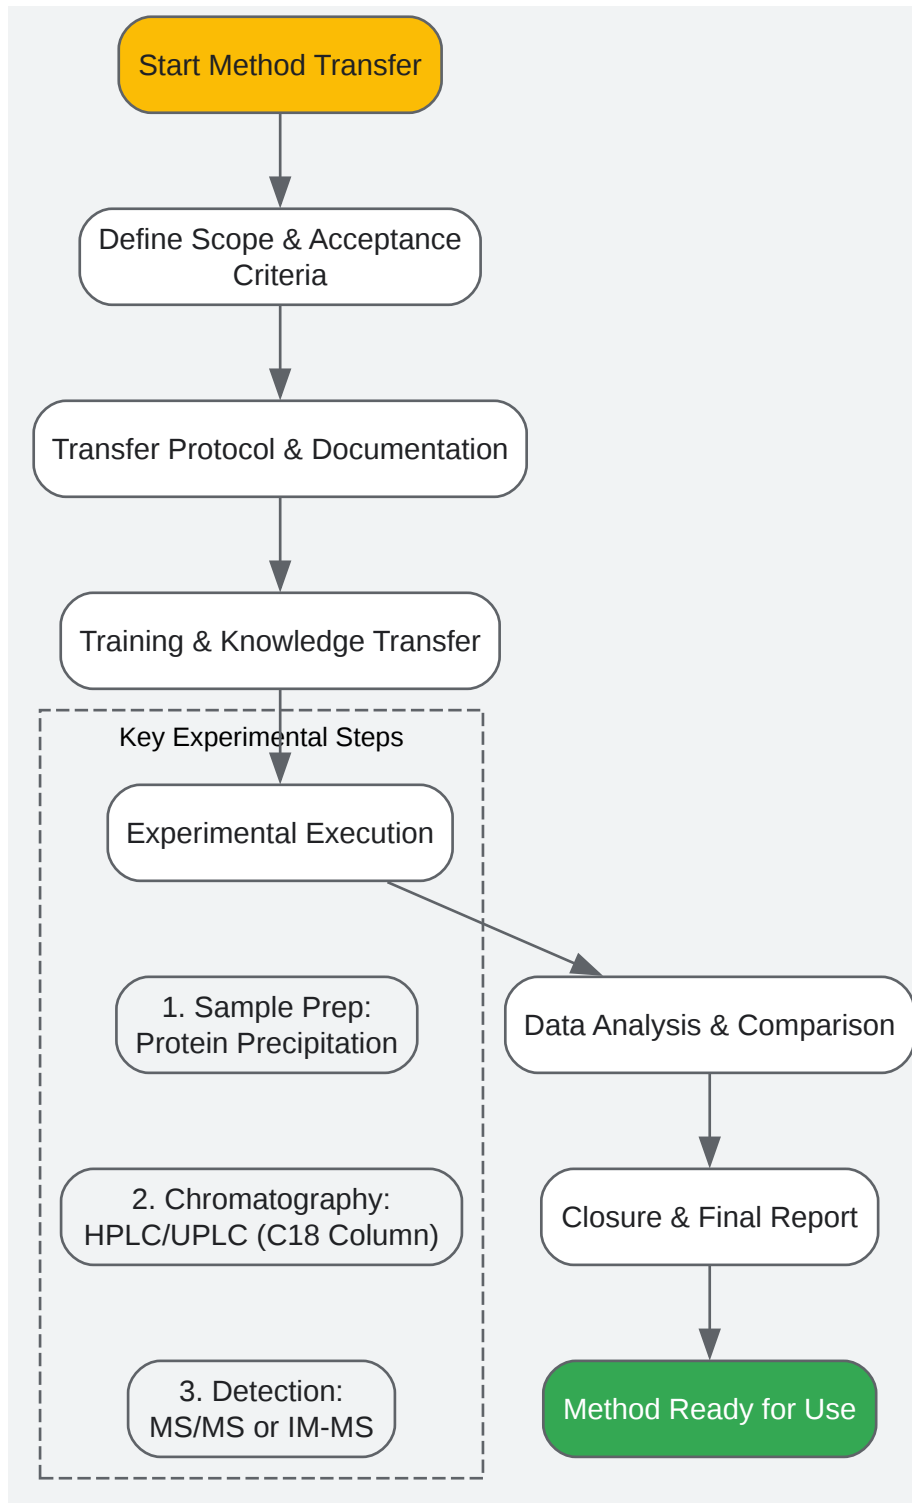 Start Method Transfer
Define Scope & Acceptance
Criteria
Transfer Protocol & Documentation
Training & Knowledge Transfer
Key Experimental Steps
Experimental Execution
1. Sample Prep:
Protein Precipitation
2. Chromatography:
HPLC/UPLC (C18 Column)
3. Detection:
MS/MS or IM-MS
Data Analysis & Comparison
Closure & Final Report
Method Ready for Use